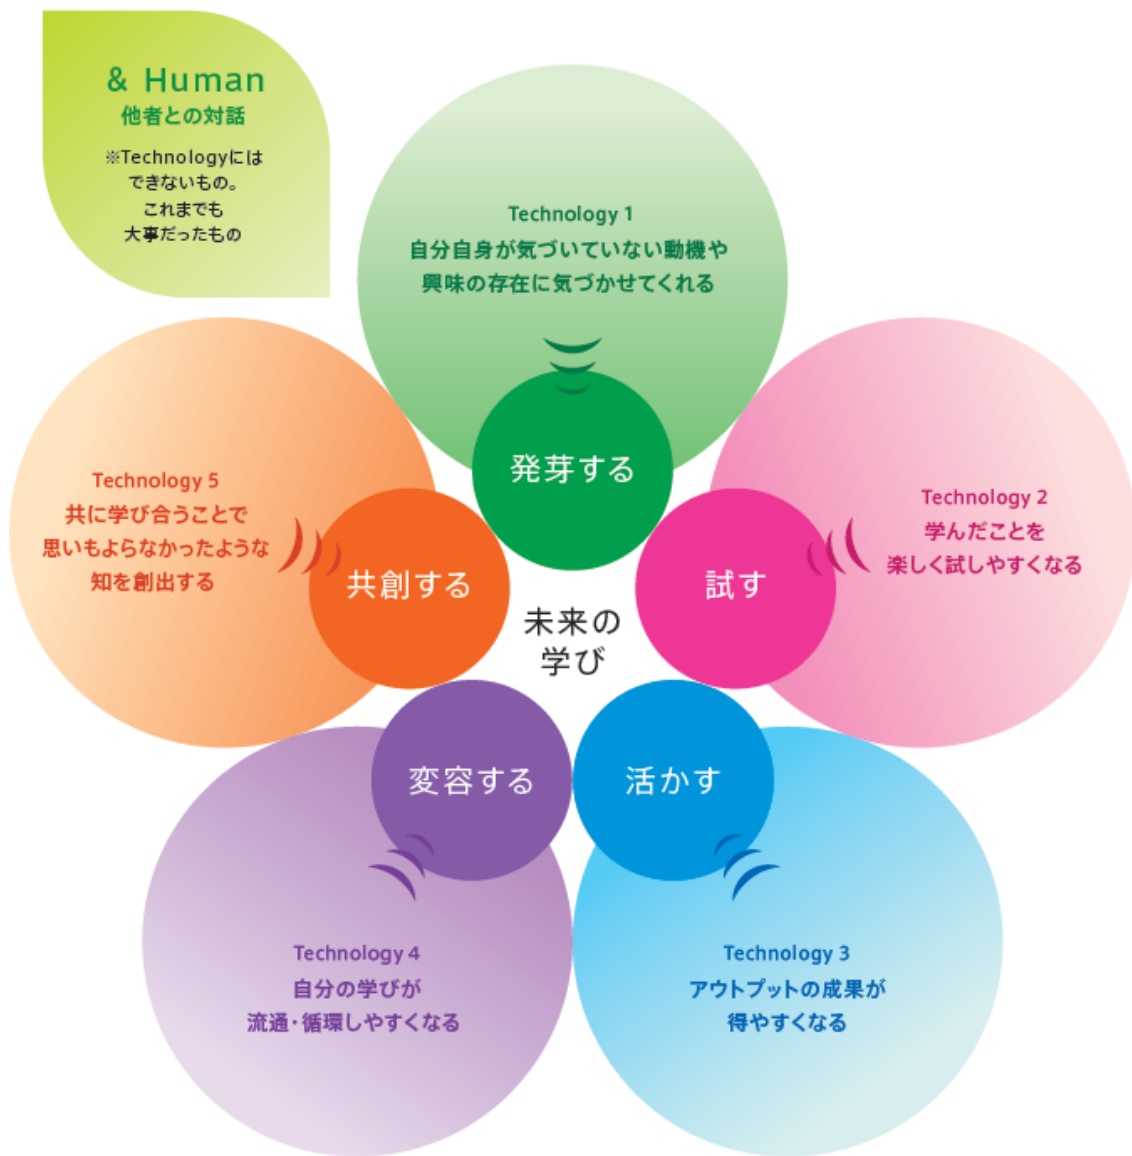 & Human
他者との対話
※Technologyには
できないもの。
これまでも
大事だったもの
Technology 1
自分自身が気づいていない動機や
興味の存在に気づかせてくれる
発芽する
Technology 2
学んだことを
楽しく試しやすくなる
試す
Technology 3
アウトプットの成果が
得やすくなる
活かす
Technology 4
自分の学びが
流通・循環しやすくなる
変容する
Technology 5
共に学び合うことで
思いもよらなかったような
知を創出する
共創する
未来の
学び